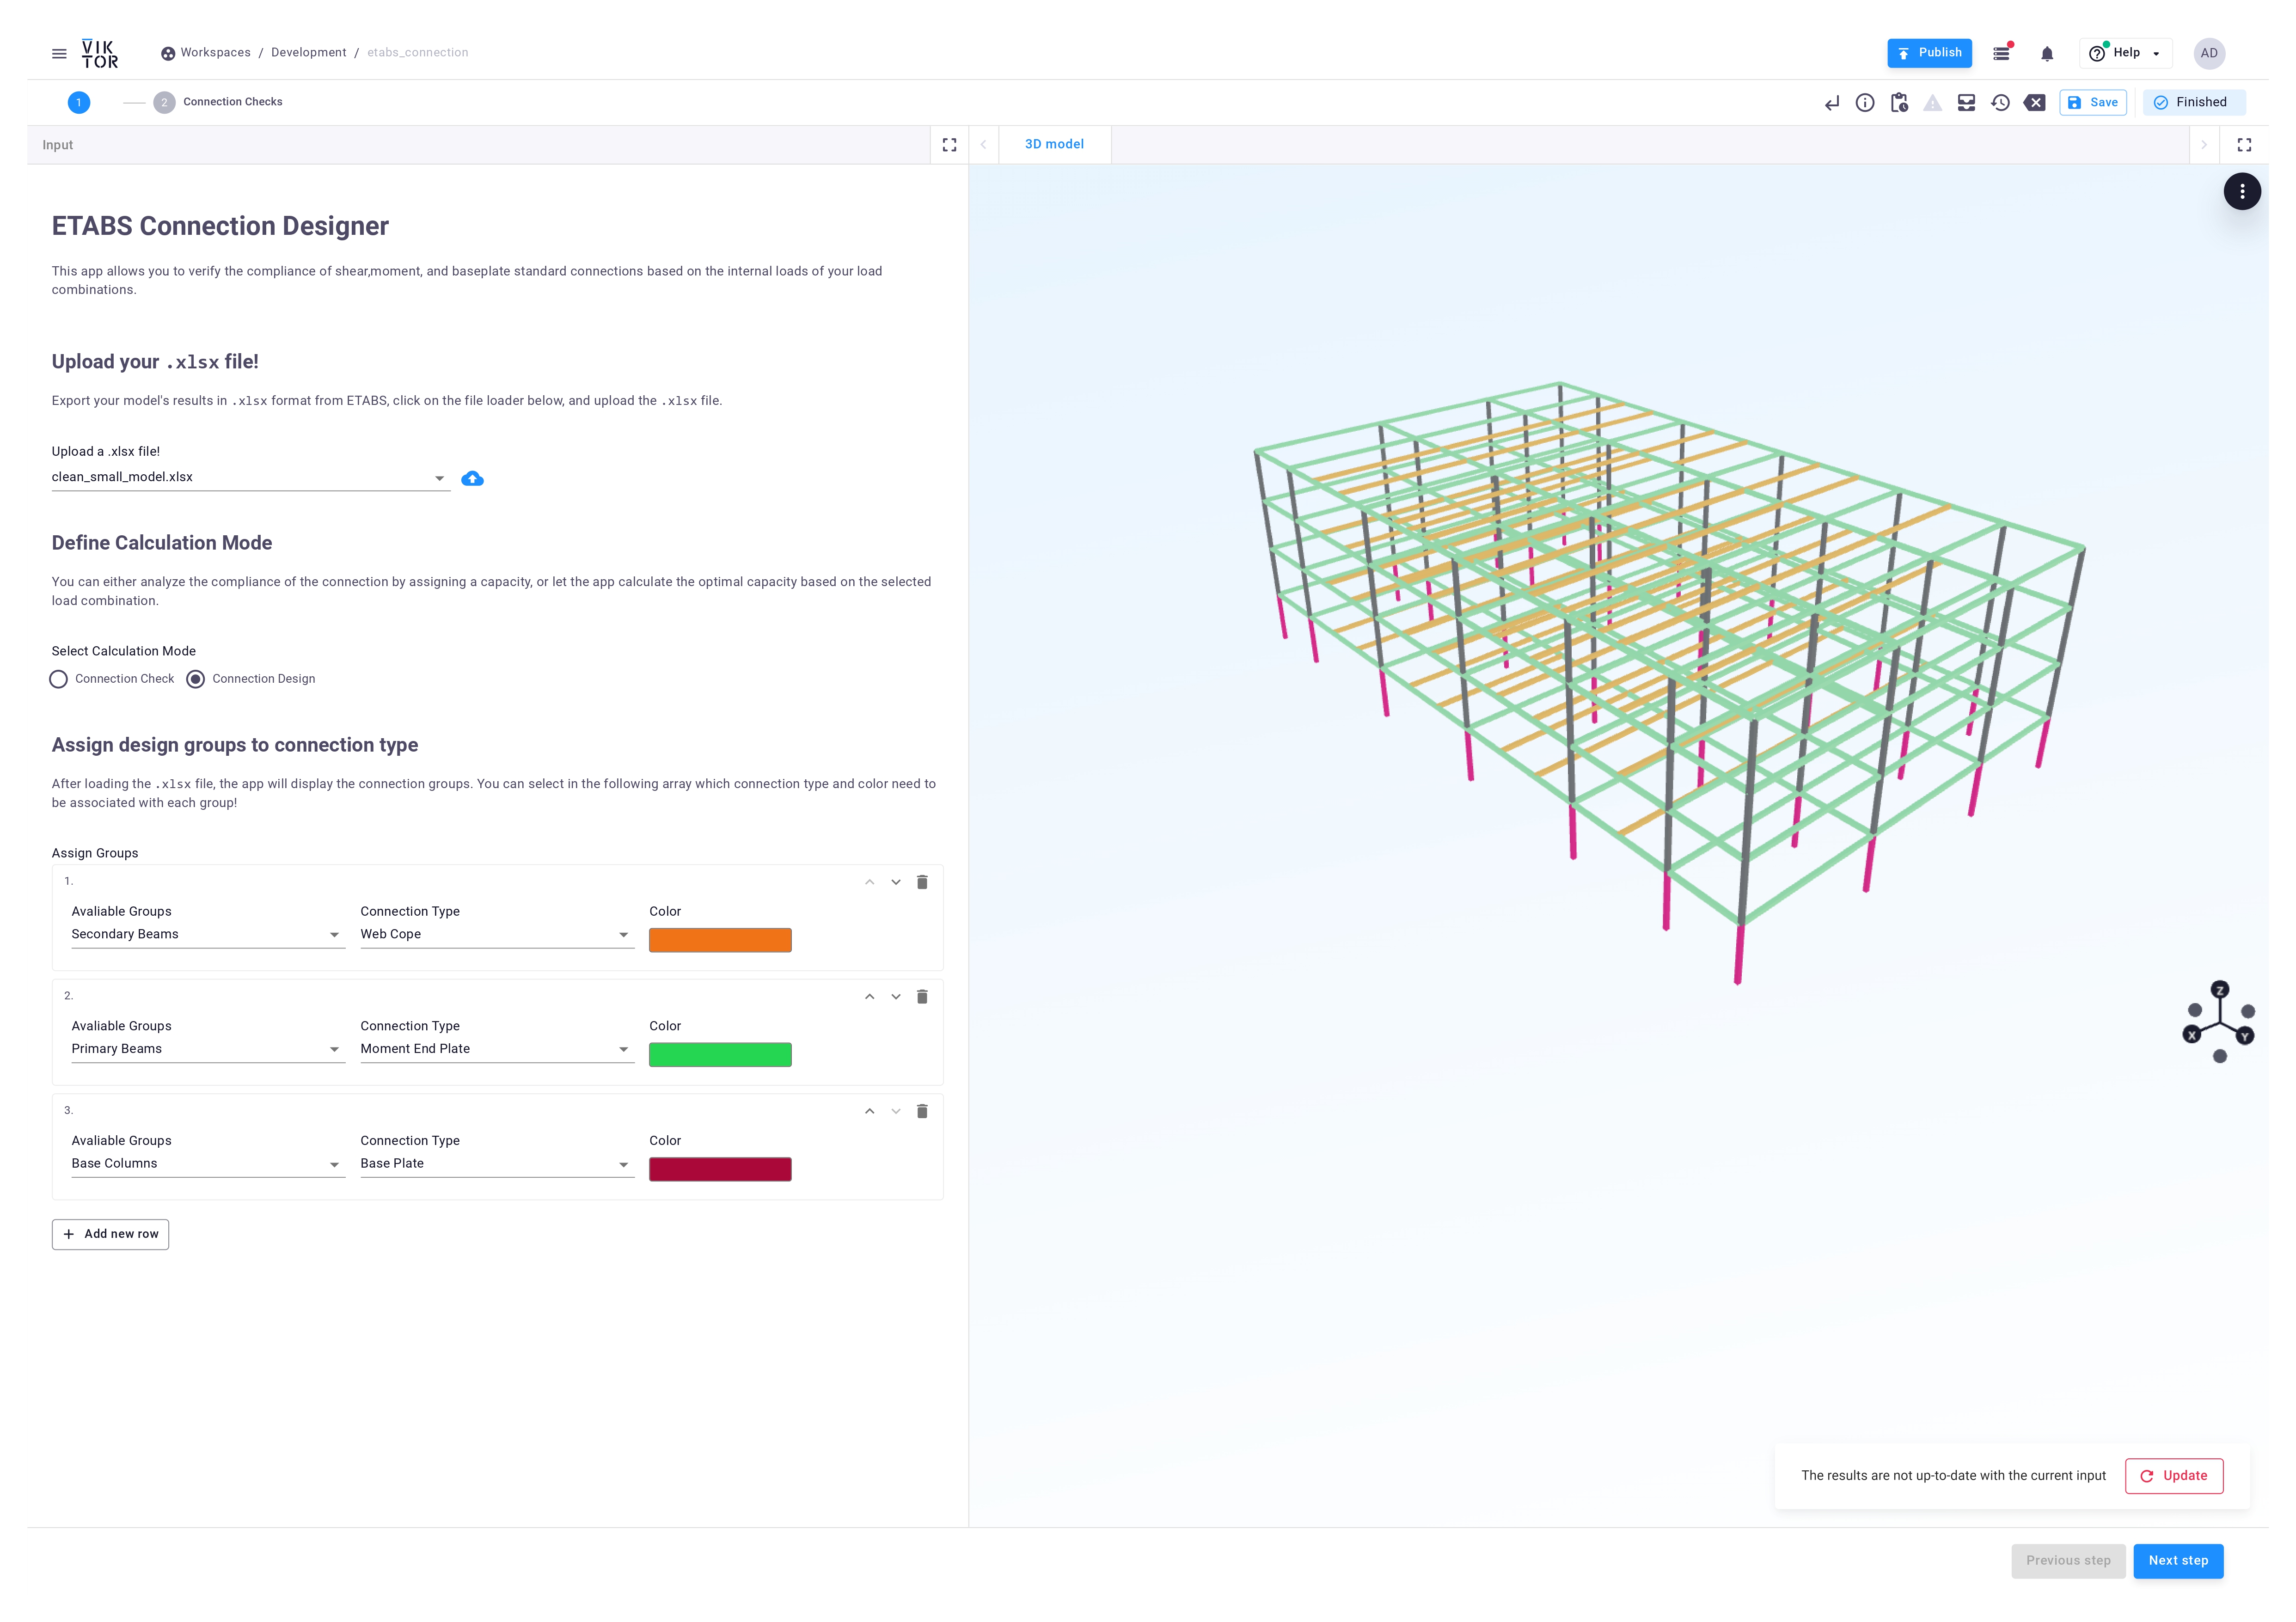 VIKTOR
Workspaces / Development / etabs_connection
Publish
Help
AD
1
2 Connection Checks
Save
Finished
Input
3D model
ETABS Connection Designer
This app allows you to verify the compliance of shear,moment, and baseplate standard connections based on the internal loads of your load
combinations.
Upload your .xlsx file!
Export your model's results in .xlsx format from ETABS, click on the file loader below, and upload the .xlsx file.
Upload a .xlsx file!
clean_small_model.xlsx
Define Calculation Mode
You can either analyze the compliance of the connection by assigning a capacity, or let the app calculate the optimal capacity based on the selected
load combination.
Select Calculation Mode
Connection Check Connection Design
Assign design groups to connection type
After loading the .xlsx file, the app will display the connection groups. You can select in the following array which connection type and color need to
be associated with each group!
Assign Groups
1.
Avaliable Groups Connection Type Color
Secondary Beams Web Cope
2.
Avaliable Groups Connection Type Color
Primary Beams Moment End Plate
3.
Avaliable Groups Connection Type Color
Base Columns Base Plate
+ Add new row
Z
X Y
The results are not up-to-date with the current input Update
Previous step Next step